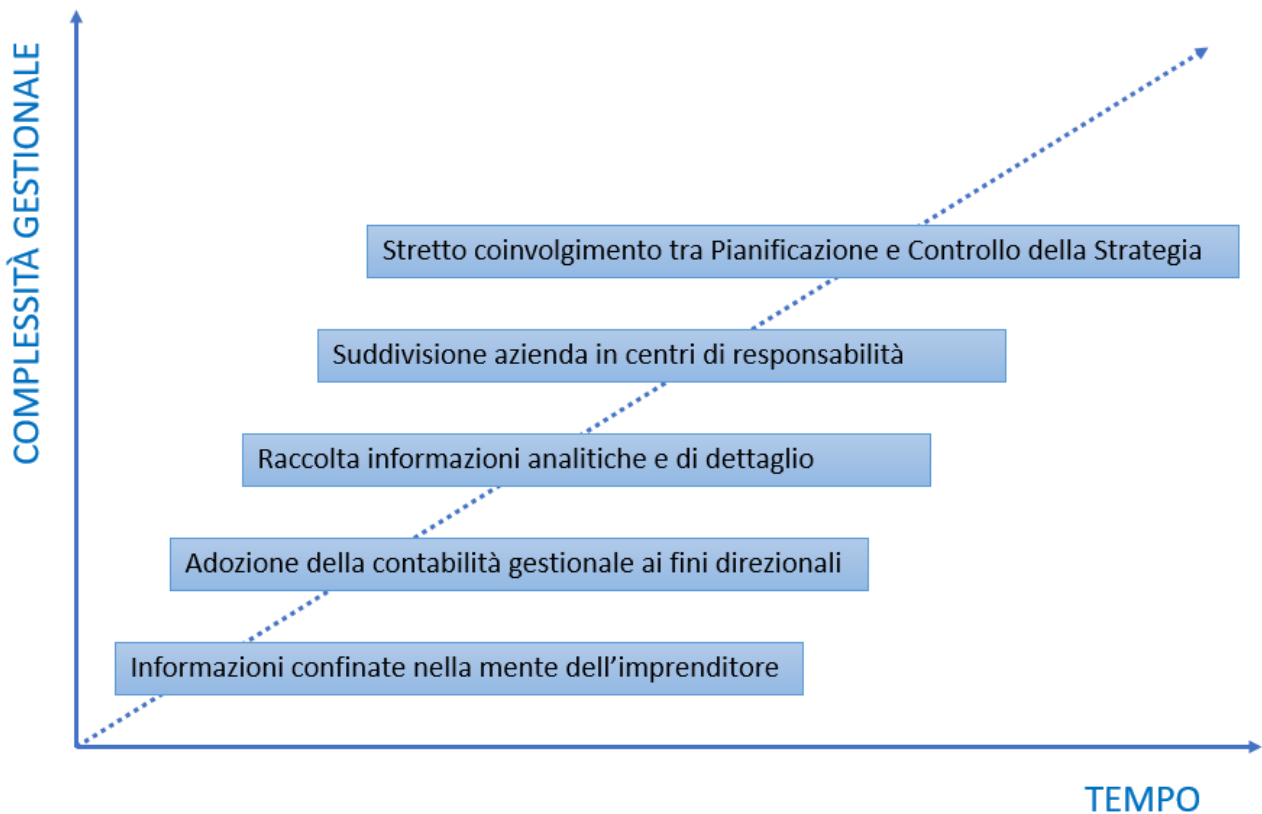 COMPLESSITÀ GESTIONALE
Stretto coinvolgimento tra Pianificazione e Controllo della Strategia
Suddivisione azienda in centri di responsabilità
Raccolta informazioni analitiche e di dettaglio
Adozione della contabilità gestionale ai fini direzionali
Informazioni confinate nella mente dell’imprenditore
TEMPO